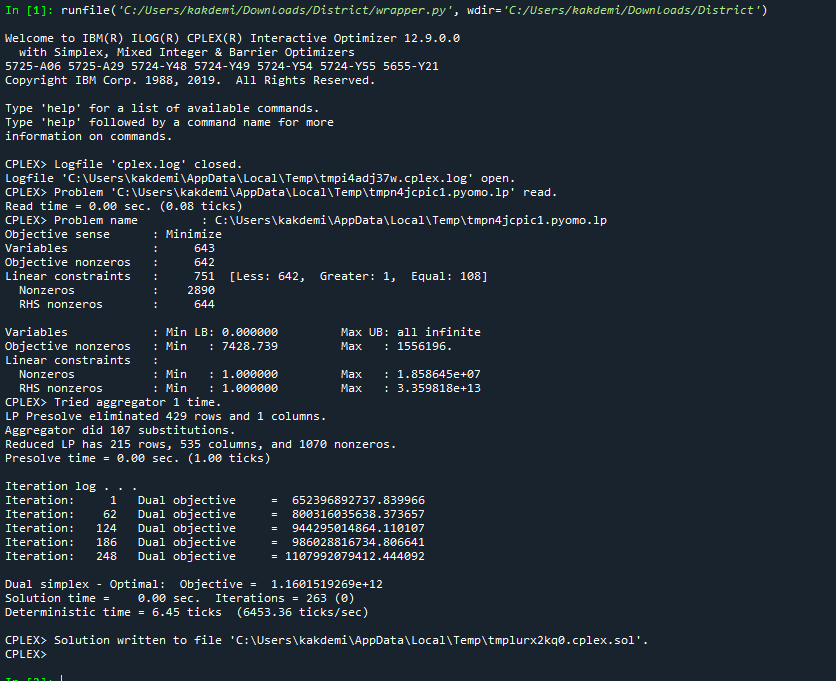 In [1]: runfile('C:/Users/kakdemi/Downloads/District/wrapper.py', wdir='C:/Users/kakdemi/Downloads/District')
Welcome to IBM(R) ILOG(R) CPLEX(R) Interactive Optimizer 12.9.0.0
with Simplex, Mixed Integer & Barrier Optimizers
5725-A06 5725-A29 5724-Y48 5724-Y49 5724-Y54 5724-Y55 5655-Y21
Copyright IBM Corp. 1988, 2019.  All Rights Reserved.
Type 'help' for a list of available commands.
Type 'help' followed by a command name for more
information on commands.
CPLEX> Logfile 'cplex.log' closed.
Logfile 'C:\Users\kakdemi\AppData\Local\Temp\tmpi4adj37w.cplex.log' open.
CPLEX> Problem 'C:\Users\kakdemi\AppData\Local\Temp\tmpn4jcpic1.pyomo.lp' read.
Read time = 0.00 sec. (0.08 ticks)
CPLEX> Problem name         : C:\Users\kakdemi\AppData\Local\Temp\tmpn4jcpic1.pyomo.lp
Objective sense      : Minimize
Variables            :     643
Objective nonzeros   :     642
Linear constraints   :     751  [Less: 642,  Greater: 1,  Equal: 108]
  Nonzeros           :    2890
  RHS nonzeros       :     644
Variables            : Min LB: 0.000000         Max UB: all infinite
Objective nonzeros   : Min   : 7428.739         Max   : 1556196.
Linear constraints   :
  Nonzeros           : Min   : 1.000000         Max   : 1.858645e+07
  RHS nonzeros       : Min   : 1.000000         Max   : 3.359818e+13
CPLEX> Tried aggregator 1 time.
LP Presolve eliminated 429 rows and 1 columns.
Aggregator did 107 substitutions.
Reduced LP has 215 rows, 535 columns, and 1070 nonzeros.
Presolve time = 0.00 sec. (1.00 ticks)
Iteration log . . .
Iteration:     1   Dual objective     =  652396892737.839966
Iteration:    62   Dual objective     =  800316035638.373657
Iteration:   124   Dual objective     =  944295014864.110107
Iteration:   186   Dual objective     =  986028816734.806641
Iteration:   248   Dual objective     = 1107992079412.444092
Dual simplex - Optimal:  Objective =  1.1601519269e+12
Solution time =    0.00 sec.  Iterations = 263 (0)
Deterministic time = 6.45 ticks  (6453.36 ticks/sec)
CPLEX> Solution written to file 'C:\Users\kakdemi\AppData\Local\Temp\tmplurx2kq0.cplex.sol'.
CPLEX>